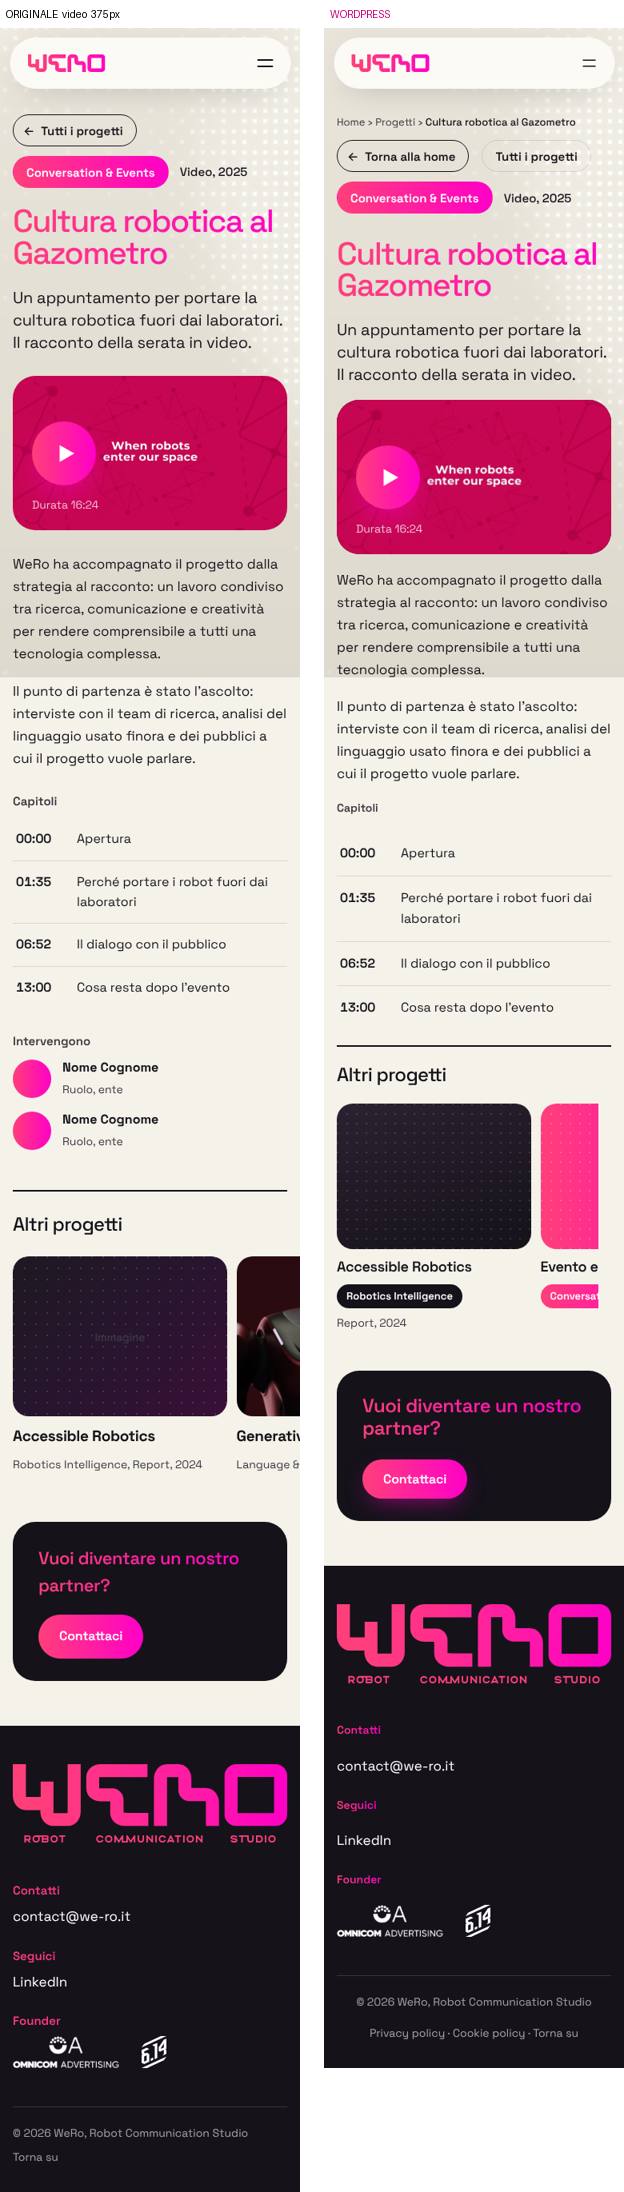 ORIGINALE video 375px
WERO
← Tutti i progetti
Conversation & Events
Video, 2025
Cultura robotica al
Gazometro
Un appuntamento per portare la
cultura robotica fuori dai laboratori.
Il racconto della serata in video.
When robots
enter our space
Durata 16:24
WeRo ha accompagnato il progetto dalla
strategia al racconto: un lavoro condiviso
tra ricerca, comunicazione e creatività
per rendere comprensibile a tutti una
tecnologia complessa.
Il punto di partenza è stato l'ascolto:
interviste con il team di ricerca, analisi del
linguaggio usato finora e dei pubblici a
cui il progetto vuole parlare.
Capitoli
00:00 Apertura
01:35 Perché portare i robot fuori dai
laboratori
06:52 Il dialogo con il pubblico
13:00 Cosa resta dopo l'evento
Intervengono
Nome Cognome
Ruolo, ente
Nome Cognome
Ruolo, ente
Altri progetti
Immagine
Accessible Robotics
Robotics Intelligence, Report, 2024
Generativ
Language &
Vuoi diventare un nostro
partner?
Contattaci
WERO
ROBOT COMMUNICATION STUDIO
Contatti
contact@we-ro.it
Seguici
LinkedIn
Founder
OA
OMNICOM ADVERTISING
6.14
© 2026 WeRo, Robot Communication Studio
Torna su
WORDPRESS
WERO
Home > Progetti > Cultura robotica al Gazometro
← Torna alla home
Tutti i progetti
Conversation & Events
Video, 2025
Cultura robotica al
Gazometro
Un appuntamento per portare la
cultura robotica fuori dai laboratori.
Il racconto della serata in video.
When robots
enter our space
Durata 16:24
WeRo ha accompagnato il progetto dalla
strategia al racconto: un lavoro condiviso
tra ricerca, comunicazione e creatività
per rendere comprensibile a tutti una
tecnologia complessa.
Il punto di partenza è stato l'ascolto:
interviste con il team di ricerca, analisi del
linguaggio usato finora e dei pubblici a
cui il progetto vuole parlare.
Capitoli
00:00 Apertura
01:35 Perché portare i robot fuori dai
laboratori
06:52 Il dialogo con il pubblico
13:00 Cosa resta dopo l'evento
Altri progetti
Accessible Robotics
Robotics Intelligence
Report, 2024
Evento e
Conversat
Vuoi diventare un nostro
partner?
Contattaci
WERO
ROBOT COMMUNICATION STUDIO
Contatti
contact@we-ro.it
Seguici
LinkedIn
Founder
OA
OMNICOM ADVERTISING
6.14
© 2026 WeRo, Robot Communication Studio
Privacy policy · Cookie policy · Torna su